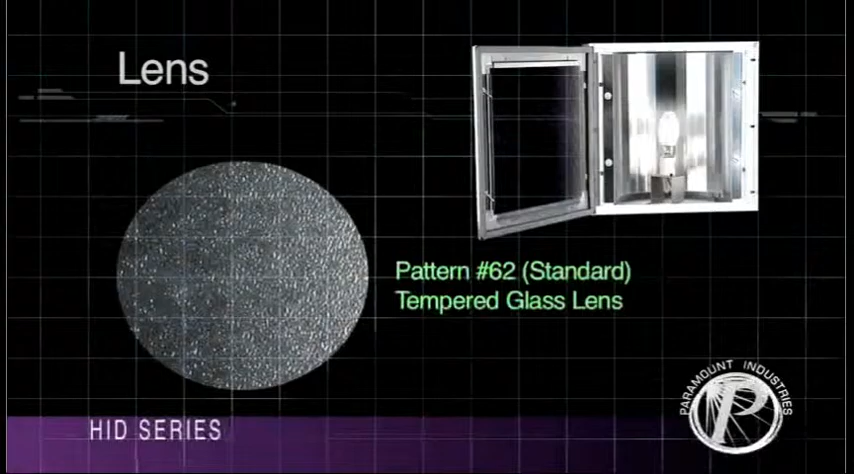 Lens
Pattern #62 (Standard)
Tempered Glass Lens
HID SERIES
PARAMOUNT INDUSTRIES
P